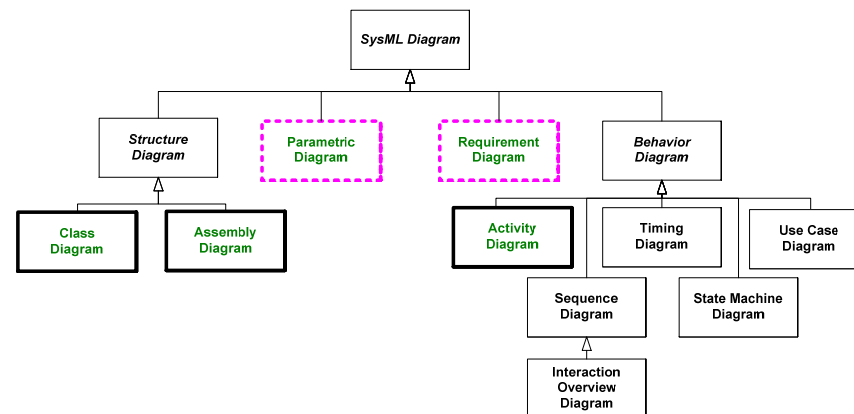 SysML Diagram
Structure
Diagram
Parametric
Diagram
Requirement
Diagram
Behavior
Diagram
Class
Diagram
Assembly
Diagram
Activity
Diagram
Timing
Diagram
Use Case
Diagram
Sequence
Diagram
State Machine
Diagram
Interaction
Overview
Diagram